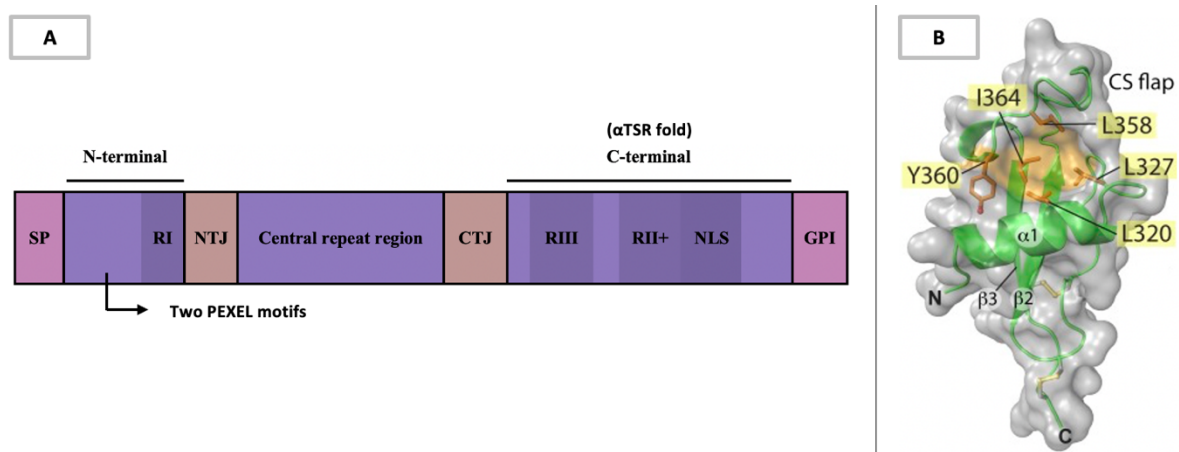 A
N-terminal
(αTSR fold)
C-terminal
SP
RI
NTJ
Central repeat region
CTJ
RIII
RII+
NLS
GPI
Two PEXEL motifs
B
CS flap
I364
L358
Y360
L327
L320
α1
N
β3
β2
C